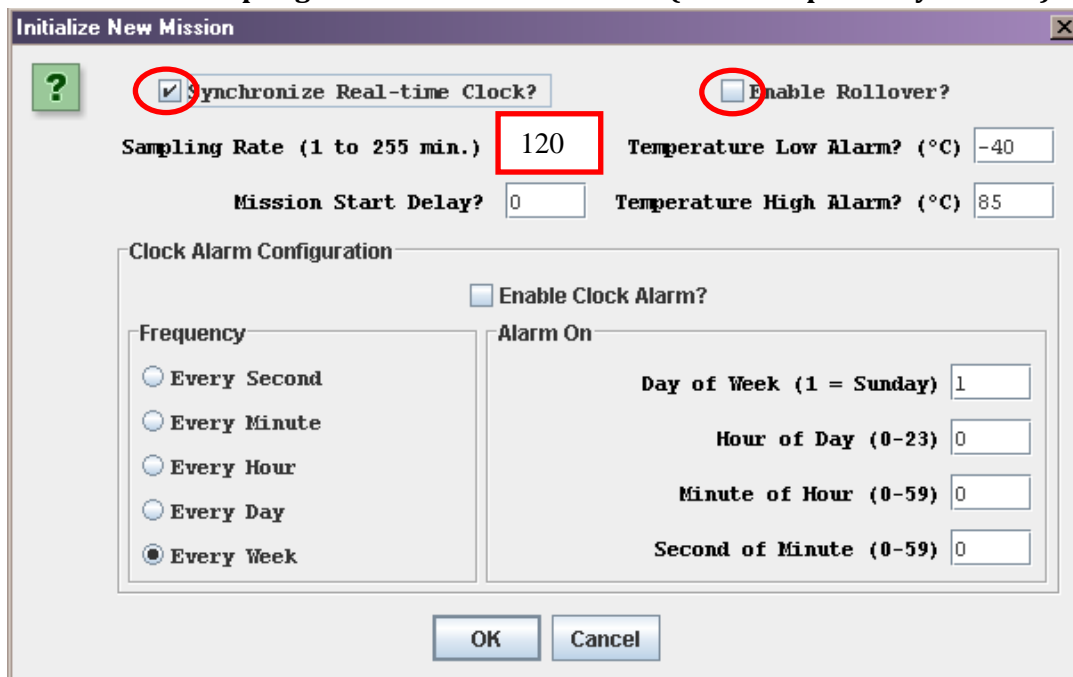 Initialize New Mission
?
Synchronize Real-time Clock? Enable Rollover?
Sampling Rate (1 to 255 min.) 120 Temperature Low Alarm? (°C) -40
Mission Start Delay? 0 Temperature High Alarm? (°C) 85
Clock Alarm Configuration
Enable Clock Alarm?
Frequency
Every Second
Every Minute
Every Hour
Every Day
Every Week
Alarm On
Day of Week (1 = Sunday) 1
Hour of Day (0-23) 0
Minute of Hour (0-59) 0
Second of Minute (0-59) 0
OK Cancel